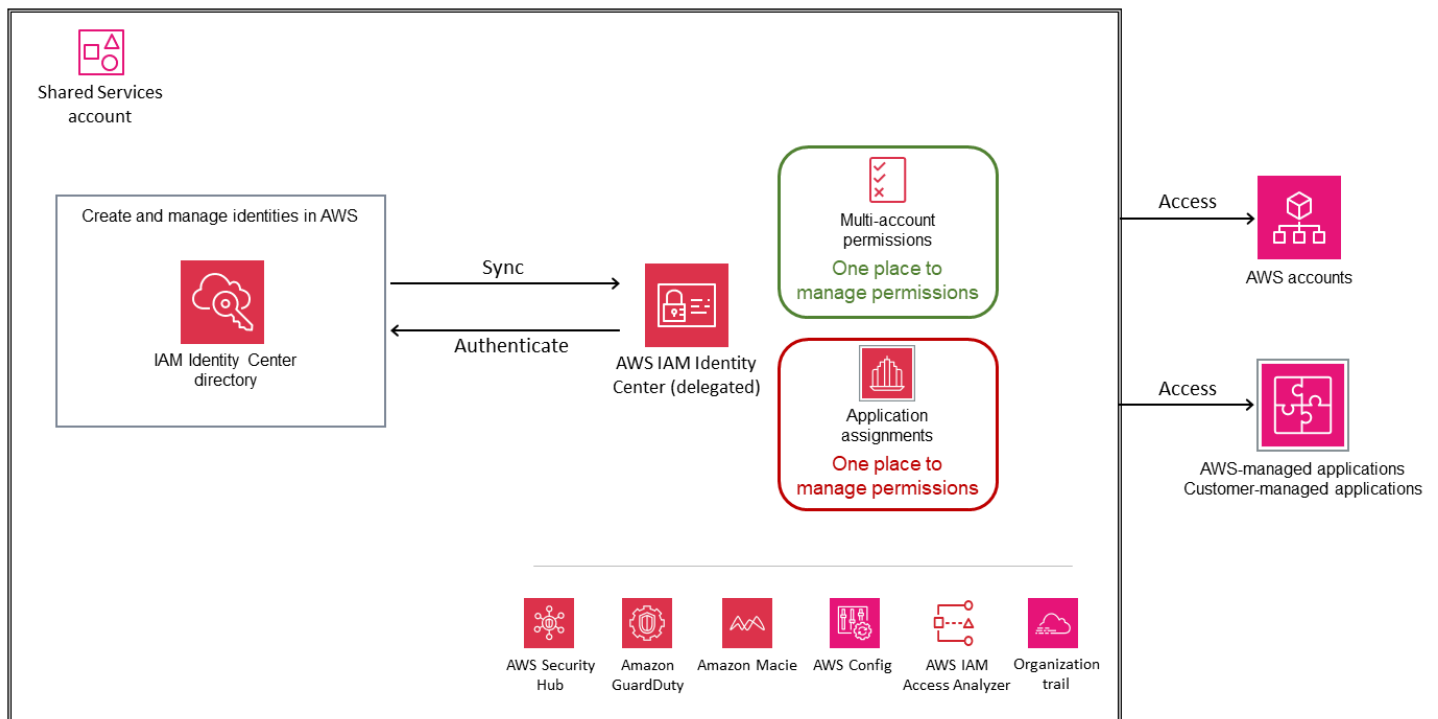 Shared Services
account
Create and manage identities in AWS
IAM Identity Center
directory
Sync
Authenticate
AWS IAM Identity
Center (delegated)
Multi-account
permissions
One place to
manage permissions
Application
assignments
One place to
manage permissions
Access
AWS accounts
Access
AWS-managed applications
Customer-managed applications
AWS Security
Hub
Amazon
GuardDuty
Amazon Macie
AWS Config
AWS IAM
Access Analyzer
Organization
trail